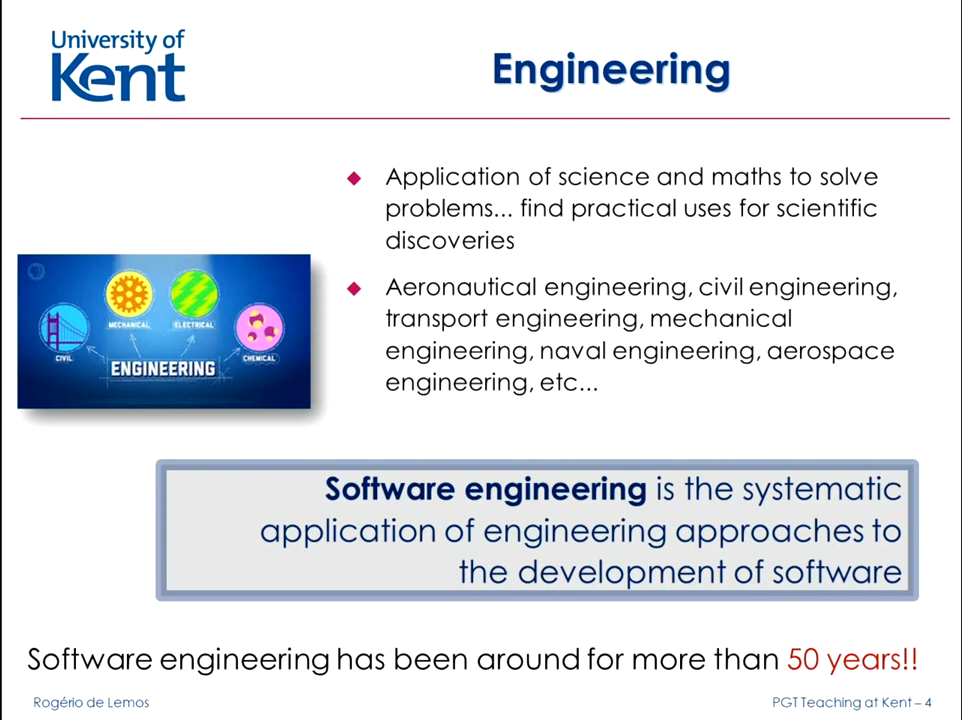 University of
Kent
Engineering
Application of science and maths to solve
problems... find practical uses for scientific
discoveries
Aeronautical engineering, civil engineering,
transport engineering, mechanical
engineering, naval engineering, aerospace
engineering, etc...
MECHANICAL
ELECTRICAL
CIVIL
CHEMICAL
ENGINEERING
Software engineering is the systematic
application of engineering approaches to
the development of software
Software engineering has been around for more than 50 years!!
Rogério de Lemos
PGT Teaching at Kent – 4